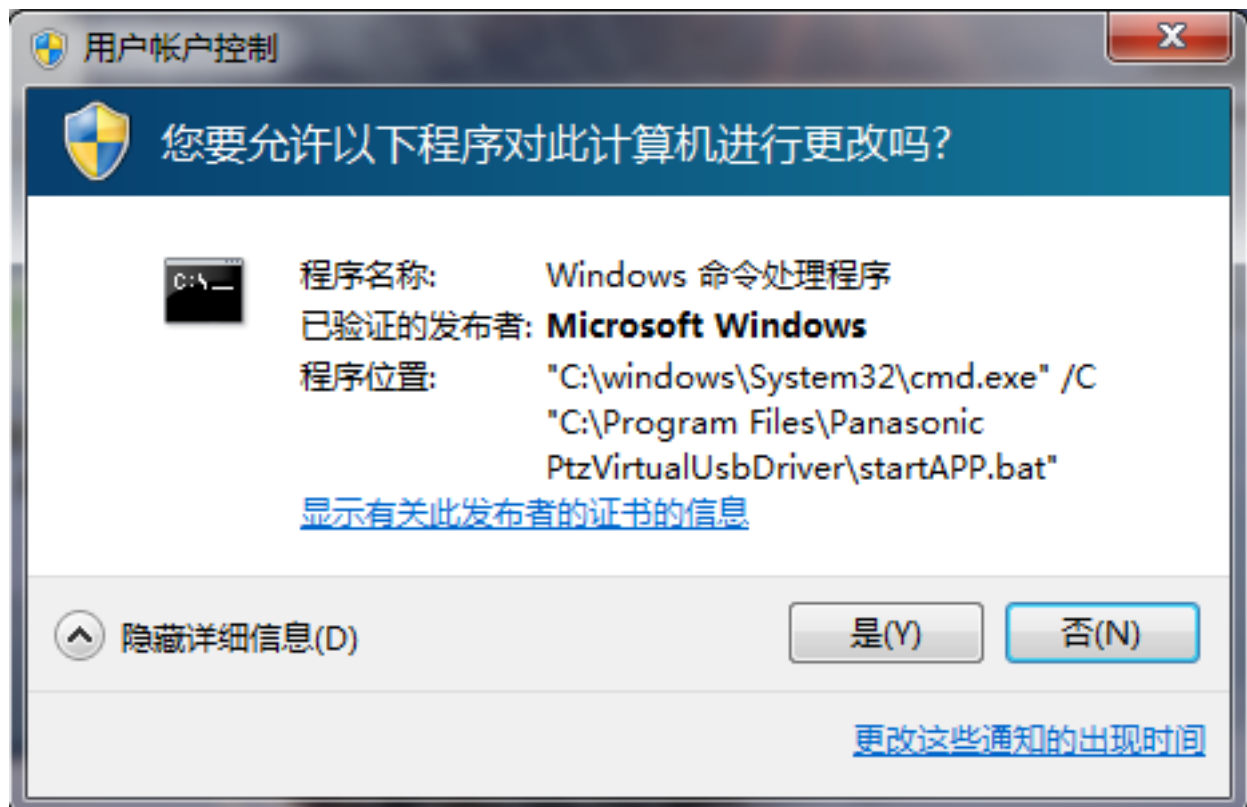 用户帐户控制
您要允许以下程序对此计算机进行更改吗?
C:\
程序名称: Windows 命令处理程序
已验证的发布者: Microsoft Windows
程序位置: "C:\windows\System32\cmd.exe" /C
"C:\Program Files\Panasonic
PtzVirtualUsbDriver\startAPP.bat"
显示有关此发布者的证书的信息
隐藏详细信息(D)
是(Y)
否(N)
更改这些通知的出现时间